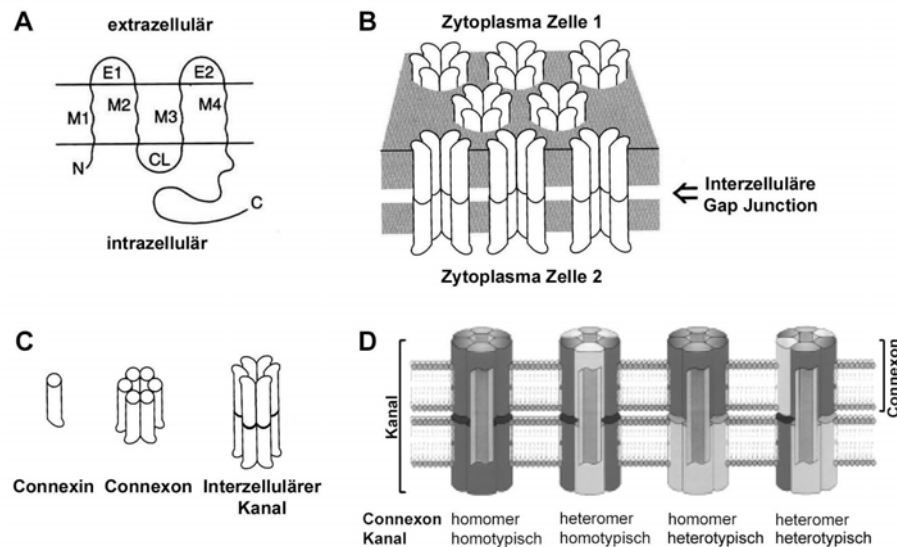 A
extrazellulär
E1
E2
M1
M2
M3
M4
N
CL
C
intrazellulär
B
Zytoplasma Zelle 1
Interzelluläre
Gap Junction
Zytoplasma Zelle 2
C
Connexin
Connexon
Interzellulärer
Kanal
D
Kanal
Connexon
Connexon homomer heteromer homomer heteromer
Kanal homotypisch homotypisch heterotypisch heterotypisch